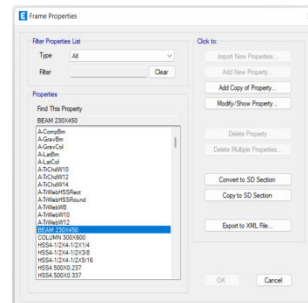 Frame Properties
Filter Properties List
Type All
Filter Clear
Properties
Find This Property
BEAM 230X450
A-CompBm
A-GravBm
A-GravCol
A-LatBm
A-LatCol
A-TrChdW10
A-TrChdW12
A-TrChdW14
A-TrWebHSSRect
A-TrWebHSSRound
A-TrWebW8
A-TrWebW10
A-TrWebW12
BEAM 230X450
COLUMN 300X600
HSS4-1/2X4-1/2X1/4
HSS4-1/2X4-1/2X3/8
HSS4-1/2X4-1/2X5/16
HSS4.500X0.237
HSS4.500X0.337
Click to:
Import New Properties...
Add New Property...
Add Copy of Property...
Modify/Show Property...
Delete Property
Delete Multiple Properties...
Convert to SD Section
Copy to SD Section
Export to XML File...
OK Cancel